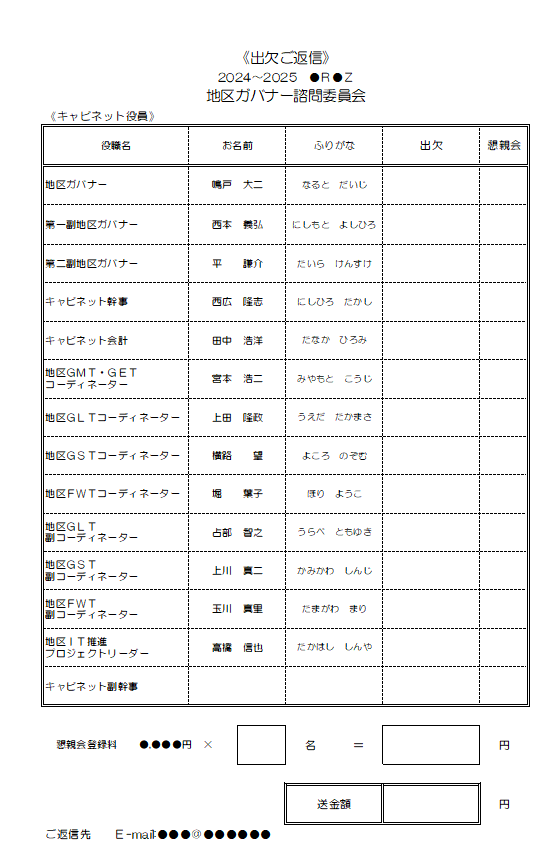 《出欠ご返信》
2024～2025　●R●Z
地区ガバナー諮問委員会
《キャビネット役員》
役職名　お名前　ふりがな　出欠　懇親会
地区ガバナー　鳴戸　大二　なると　だいじ
第一副地区ガバナー　西本　義弘　にしもと　よしひろ
第二副地区ガバナー　平　謙介　たいら　けんすけ
キャビネット幹事　西広　隆志　にしひろ　たかし
キャビネット会計　田中　浩洋　たなか　ひろみ
地区GMT・GET
コーディネーター　宮本　浩二　みやもと　こうじ
地区GLTコーディネーター　上田　隆政　うえだ　たかまさ
地区GSTコーディネーター　横路　望　よころ　のぞむ
地区FWTコーディネーター　堀　葉子　ほり　ようこ
地区GLT
副コーディネーター　占部　智之　うらべ　ともゆき
地区GST
副コーディネーター　上川　真二　かみかわ　しんじ
地区FWT
副コーディネーター　玉川　真里　たまがわ　まり
地区IT推進
プロジェクトリーダー　高橋　信也　たかはし　しんや
キャビネット副幹事
懇親会登録料　●,●●●円　×　名　＝　円
送金額　円
ご返信先　E-mail:●●●@●●●●●●